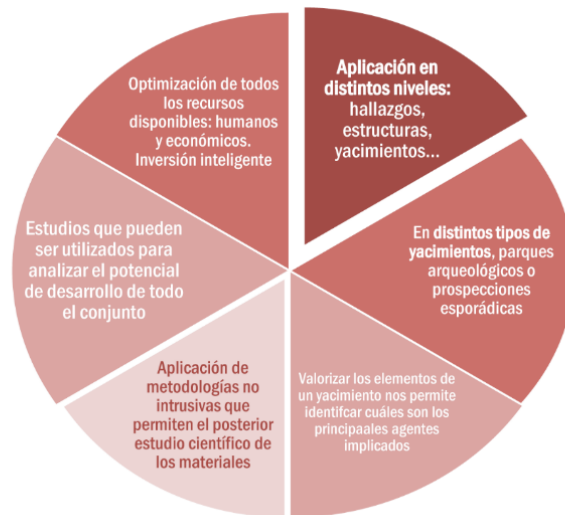 Aplicación en
distintos niveles:
hallazgos,
estructuras,
yacimientos...
En distintos tipos de
yacimientos, parques
arqueológicos o
prospecciones
esporádicas
Valorizar los elementos de
un yacimiento nos permite
identifcar cuáles son los
principaales agentes
implicados
Aplicación de
metodologías no
intrusivas que
permiten el posterior
estudio científico de
los materiales
Estudios que pueden
ser utilizados para
analizar el potencial
de desarrollo de todo
el conjunto
Optimización de todos
los recursos
disponibles: humanos
y económicos.
Inversión inteligente